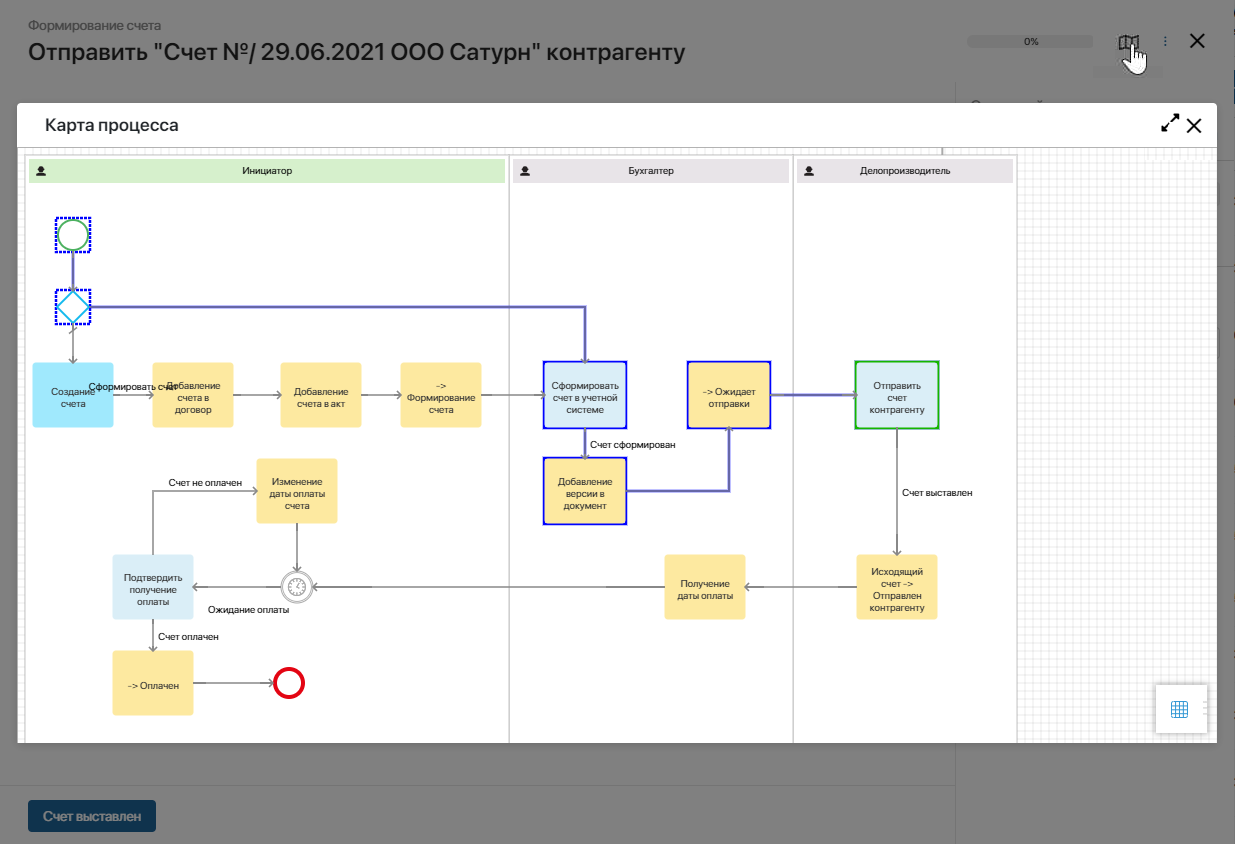 Формирование счета
Отправить "Счет №/ 29.06.2021 ООО Сатурн" контрагенту
0%
Карта процесса
Инициатор
Бухгалтер
Делопроизводитель
Создание
счета
Сформировать счет
Добавление
счета в
договор
Добавление
счета в акт
->
Формирование
счета
Сформировать
счет в учетной
системе
-> Ожидает
отправки
Отправить
счет
контрагенту
Счет сформирован
Счет не оплачен
Изменение
даты оплаты
счета
Добавление
версии в
документ
Счет выставлен
Подтвердить
получение
оплаты
Ожидание оплаты
Получение
даты оплаты
Исходящий
счет ->
Отправлен
контрагенту
Счет оплачен
-> Оплачен
Счет выставлен